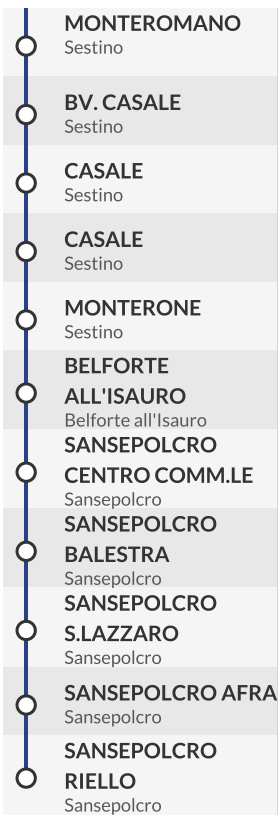 MONTEROMANO
Sestino
BV. CASALE
Sestino
CASALE
Sestino
CASALE
Sestino
MONTERONE
Sestino
BELFORTE
ALL'ISAURO
Belforte all'Isauro
SANSEPOLCRO
CENTRO COMM.LE
Sansepolcro
SANSEPOLCRO
BALESTRA
Sansepolcro
SANSEPOLCRO
S.LAZZARO
Sansepolcro
SANSEPOLCRO AFRA
Sansepolcro
SANSEPOLCRO
RIELLO
Sansepolcro